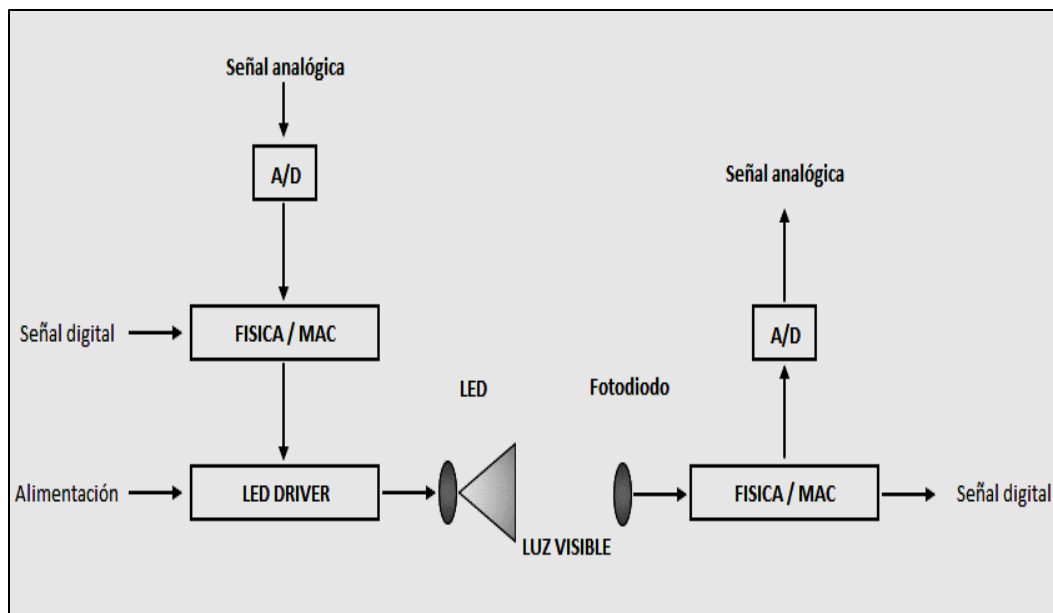 Señal analógica
A/D
Señal analógica
Señal digital
FISICA / MAC
A/D
LED
Fotodiodo
Alimentación
LED DRIVER
FISICA / MAC
Señal digital
LUZ VISIBLE